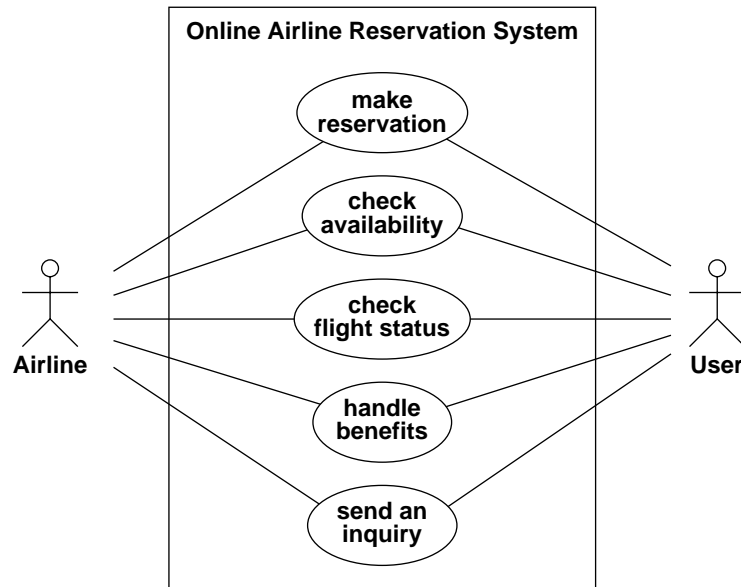 Online Airline Reservation System
make
reservation
check
availability
check
flight status
Airline
User
handle
benefits
send an
inquiry